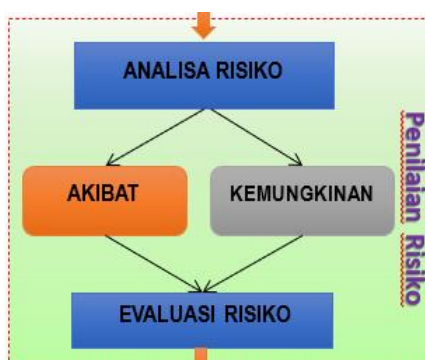 ANALISA RISIKO
AKIBAT
KEMUNGKINAN
Penilaian Risiko
EVALUASI RISIKO